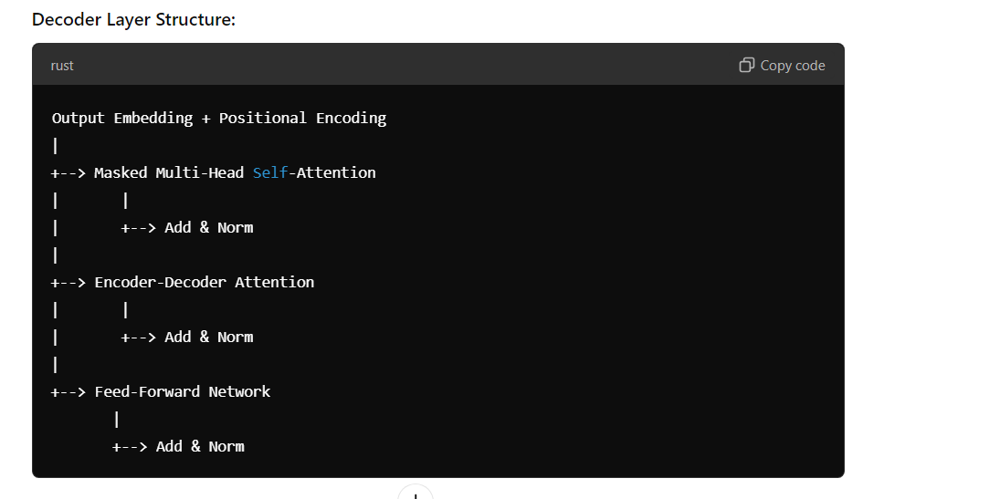 Decoder Layer Structure:
rust
Copy code
Output Embedding + Positional Encoding
|
+--> Masked Multi-Head Self-Attention
|       |
|       +--> Add & Norm
|
+--> Encoder-Decoder Attention
|       |
|       +--> Add & Norm
|
+--> Feed-Forward Network
       |
       +--> Add & Norm